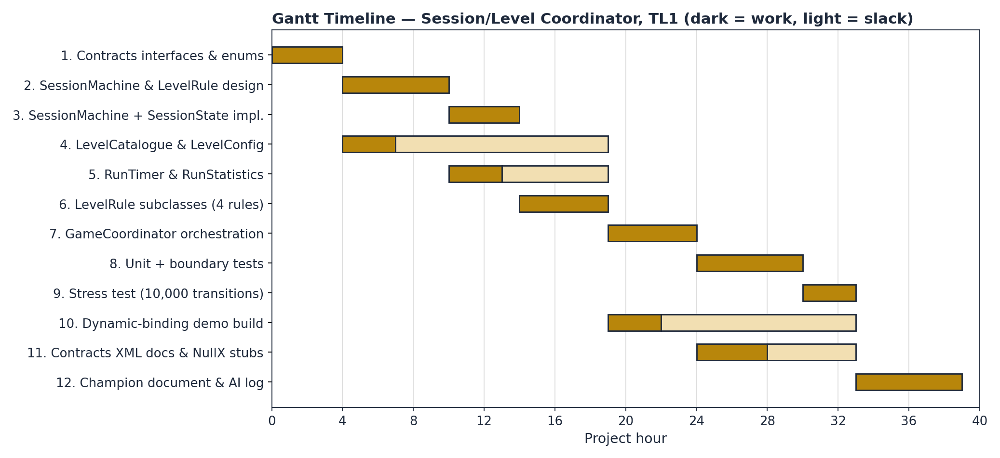 Gantt Timeline — Session/Level Coordinator, TL1 (dark = work, light = slack)
1. Contracts interfaces & enums
2. SessionMachine & LevelRule design
3. SessionMachine + SessionState impl.
4. LevelCatalogue & LevelConfig
5. RunTimer & RunStatistics
6. LevelRule subclasses (4 rules)
7. GameCoordinator orchestration
8. Unit + boundary tests
9. Stress test (10,000 transitions)
10. Dynamic-binding demo build
11. Contracts XML docs & NullX stubs
12. Champion document & AI log
0 4 8 12 16 20 24 28 32 36 40
Project hour